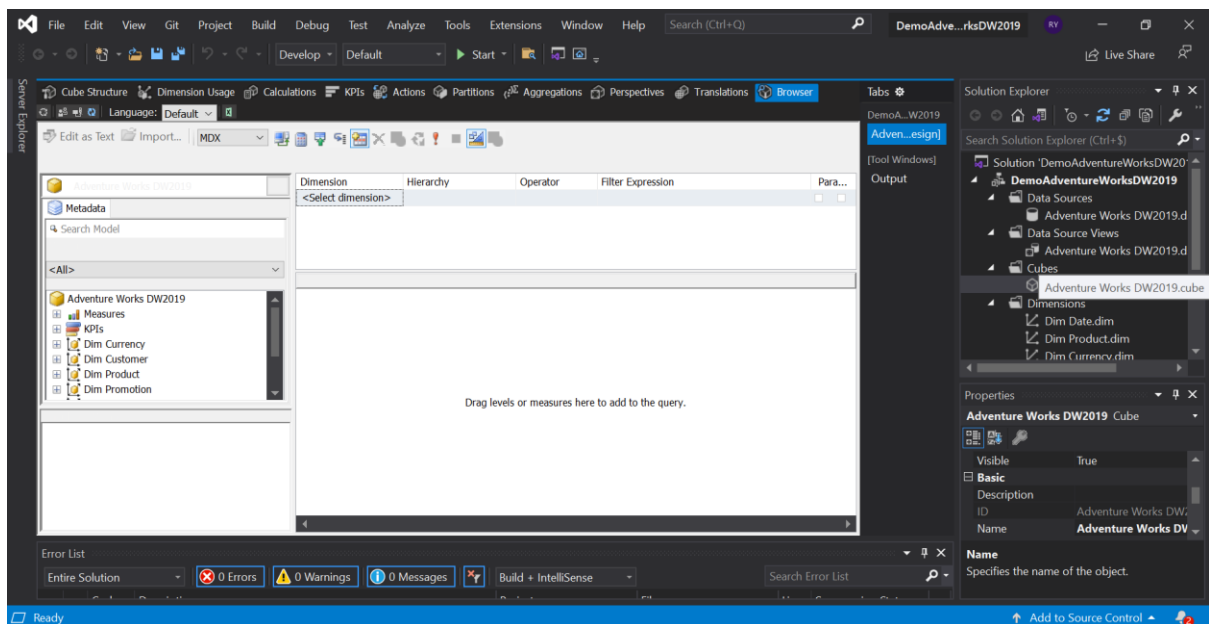 File Edit View Git Project Build Debug Test Analyze Tools Extensions Window Help Search (Ctrl+Q) DemoAdve...rksDW2019 RY
Develop Default Start Live Share
Server Explorer
Cube Structure Dimension Usage Calculations KPIs Actions Partitions Aggregations Perspectives Translations Browser
Language: Default
Edit as Text Import... MDX
Adventure Works DW2019
Metadata
Search Model
<All>
Adventure Works DW2019
Measures
KPIs
Dim Currency
Dim Customer
Dim Product
Dim Promotion
Dimension Hierarchy Operator Filter Expression Para...
<Select dimension>
Drag levels or measures here to add to the query.
Tabs
DemoA...W2019
Adven...esign]
[Tool Windows]
Output
Solution Explorer
Search Solution Explorer (Ctrl+$)
Solution 'DemoAdventureWorksDW20
DemoAdventureWorksDW2019
Data Sources
Adventure Works DW2019.d
Data Source Views
Adventure Works DW2019.d
Cubes
Adventure Works DW2019.cube
Dimensions
Dim Date.dim
Dim Product.dim
Dim Currency.dim
Properties
Adventure Works DW2019 Cube
Visible True
Basic
Description
ID Adventure Works DW
Name Adventure Works DW
Name
Specifies the name of the object.
Error List
Entire Solution 0 Errors 0 Warnings 0 Messages Build + IntelliSense Search Error List
Ready Add to Source Control 2